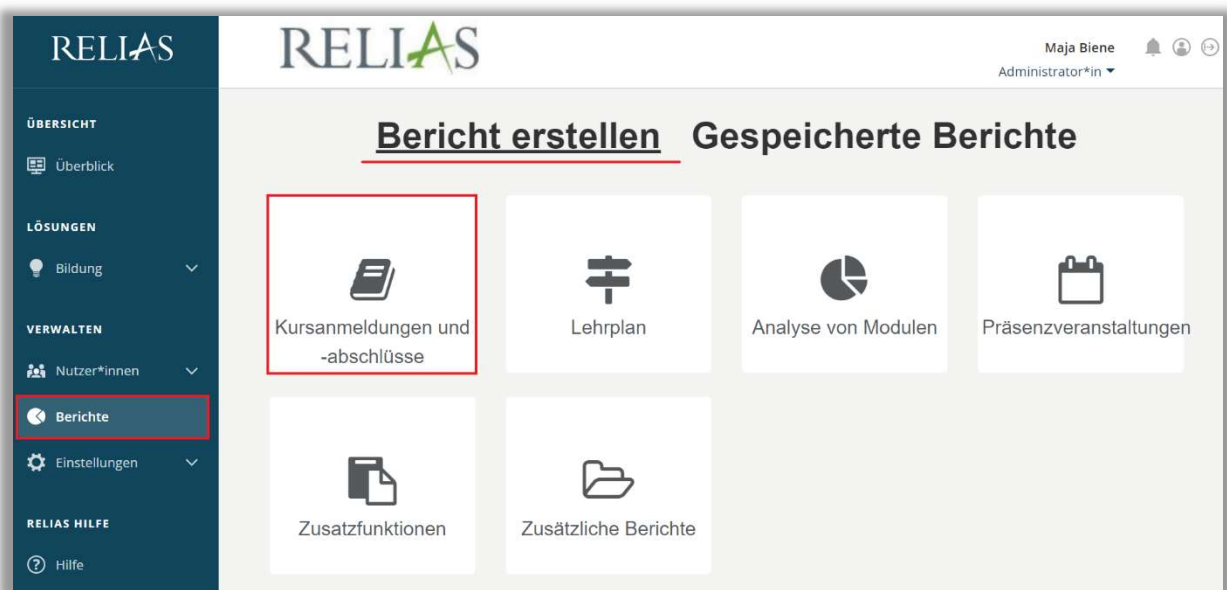 RELIAS
RELIAS
Maja Biene
Administrator*in
ÜBERSICHT
Überblick
LÖSUNGEN
Bildung
VERWALTEN
Nutzer*innen
Berichte
Einstellungen
RELIAS HILFE
Hilfe
Bericht erstellen Gespeicherte Berichte
Kursanmeldungen und
-abschlüsse
Lehrplan
Analyse von Modulen
Präsenzveranstaltungen
Zusatzfunktionen
Zusätzliche Berichte